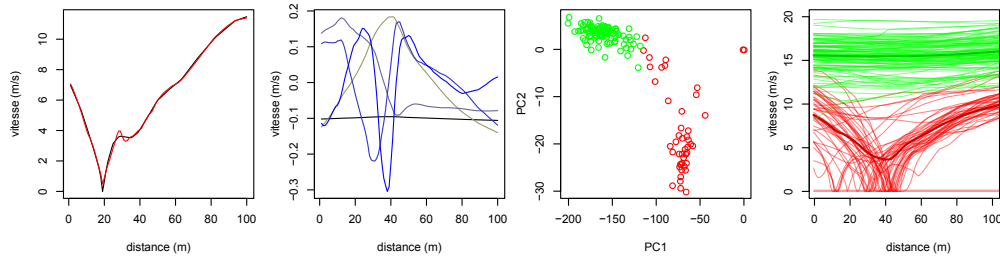 vitesse (m/s)
0 2 4 6 8 10
0 20 40 60 80 100
distance (m)
vitesse (m/s)
−0.3 −0.2 −0.1 0.0 0.1 0.2
0 20 40 60 80 100
distance (m)
PC2
−30 −20 −10 0
−200 −150 −100 −50 0
PC1
vitesse (m/s)
0 5 10 15 20
0 20 40 60 80 100
distance (m)